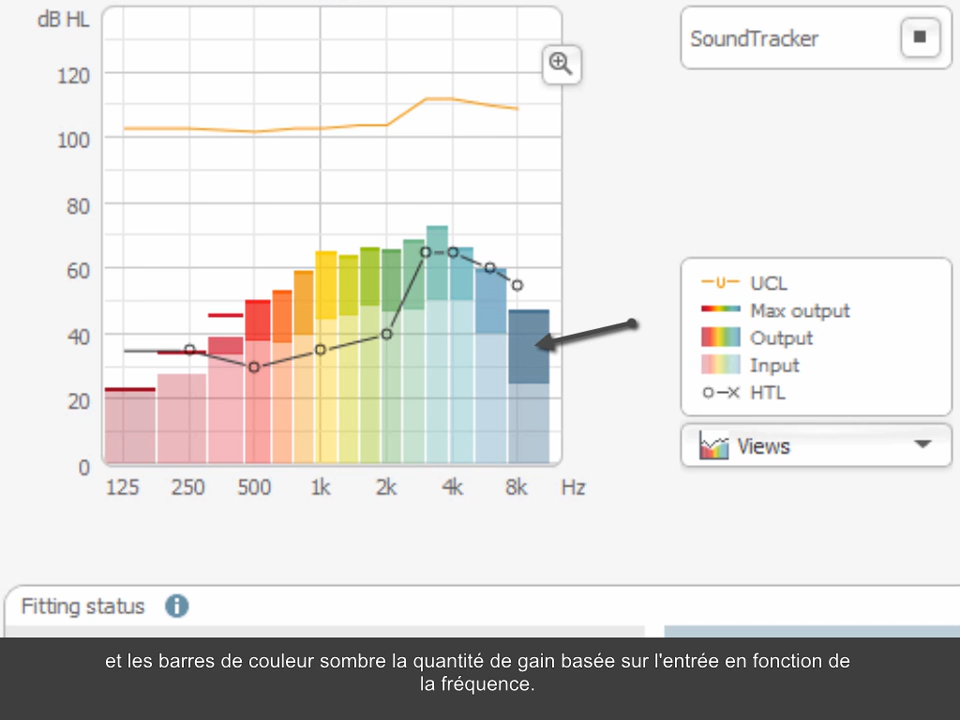 dB HL
120
100
80
60
40
20
0
125 250 500 1k 2k 4k 8k Hz
SoundTracker
UCL
Max output
Output
Input
HTL
Views
Fitting status
et les barres de couleur sombre la quantité de gain basée sur l'entrée en fonction de
la fréquence.